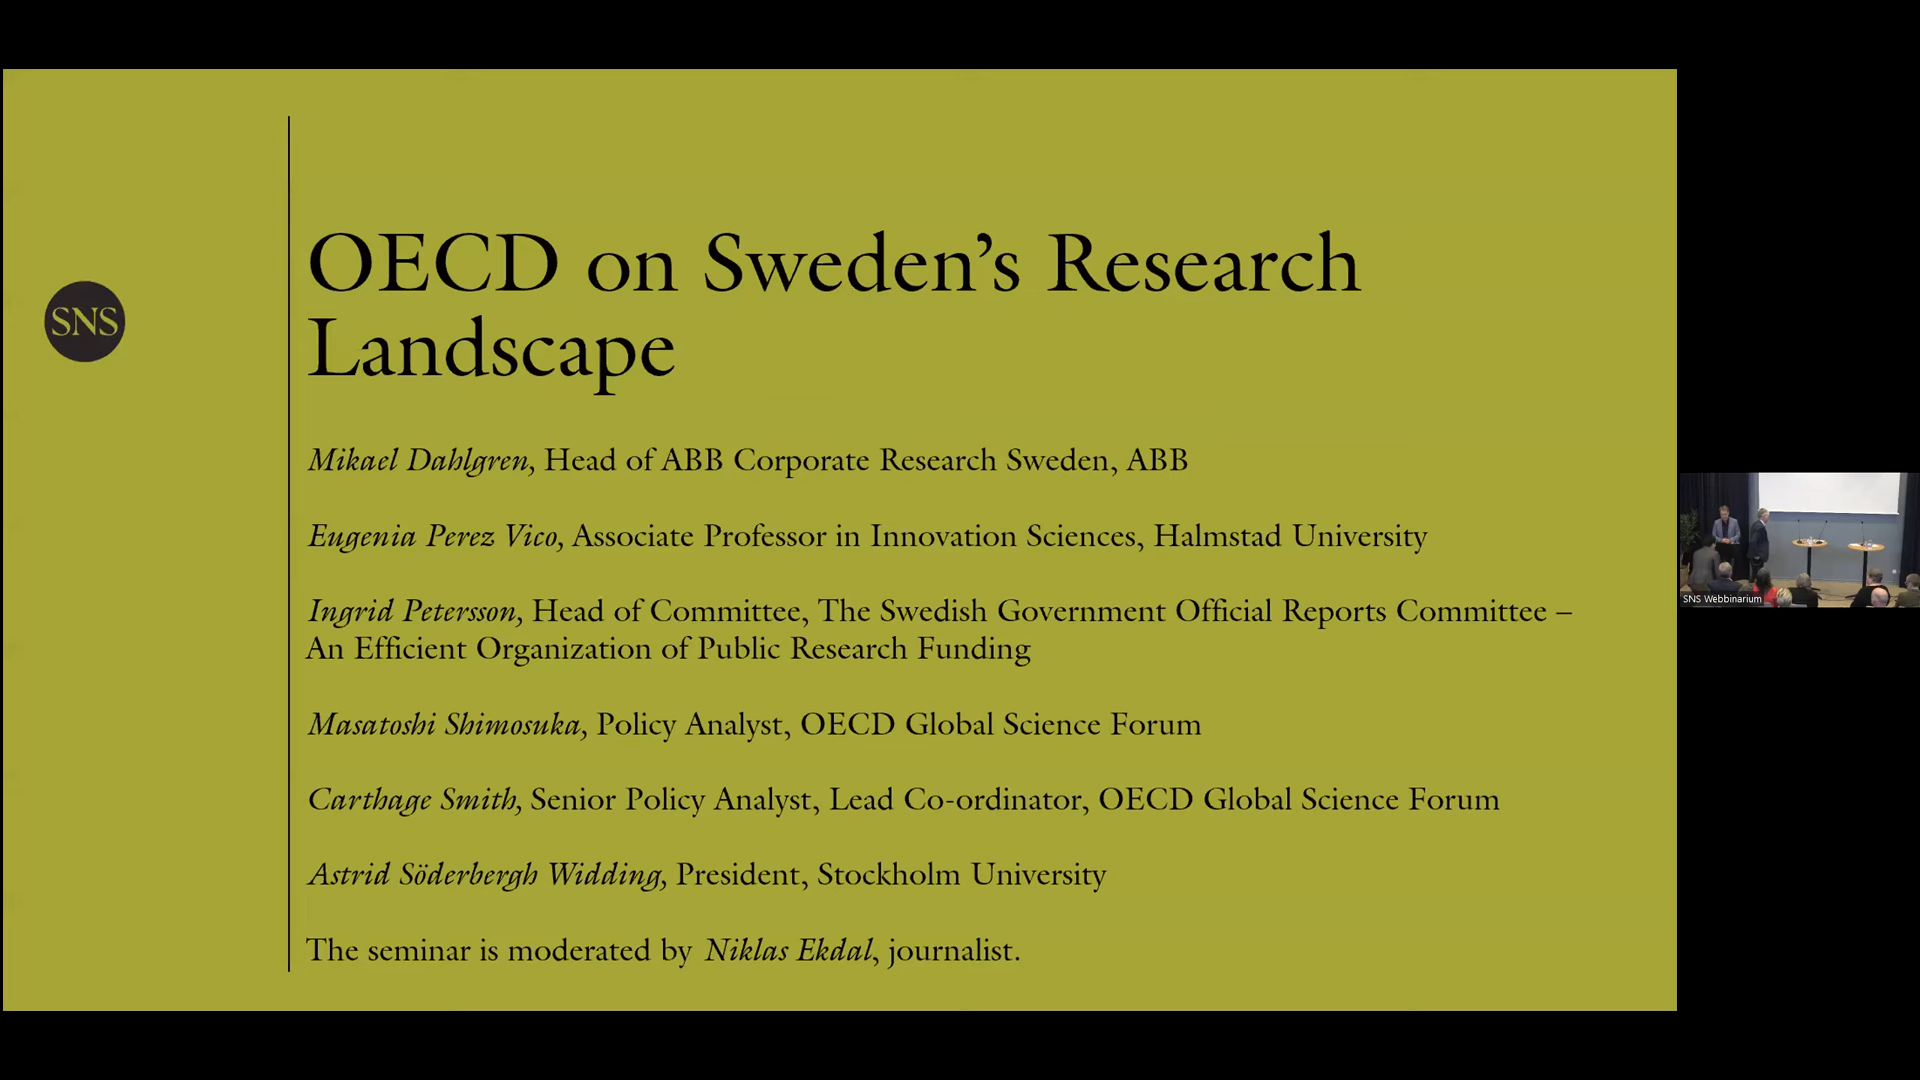 OECD on Sweden's Research
Landscape
SNS
Mikael Dahlgren, Head of ABB Corporate Research Sweden, ABB
Eugenia Perez Vico, Associate Professor in Innovation Sciences, Halmstad University
Ingrid Petersson, Head of Committee, The Swedish Government Official Reports Committee –
An Efficient Organization of Public Research Funding
Masatoshi Shimosuka, Policy Analyst, OECD Global Science Forum
Carthage Smith, Senior Policy Analyst, Lead Co-ordinator, OECD Global Science Forum
Astrid Söderbergh Widding, President, Stockholm University
The seminar is moderated by Niklas Ekdal, journalist.
SNS Webbinarium